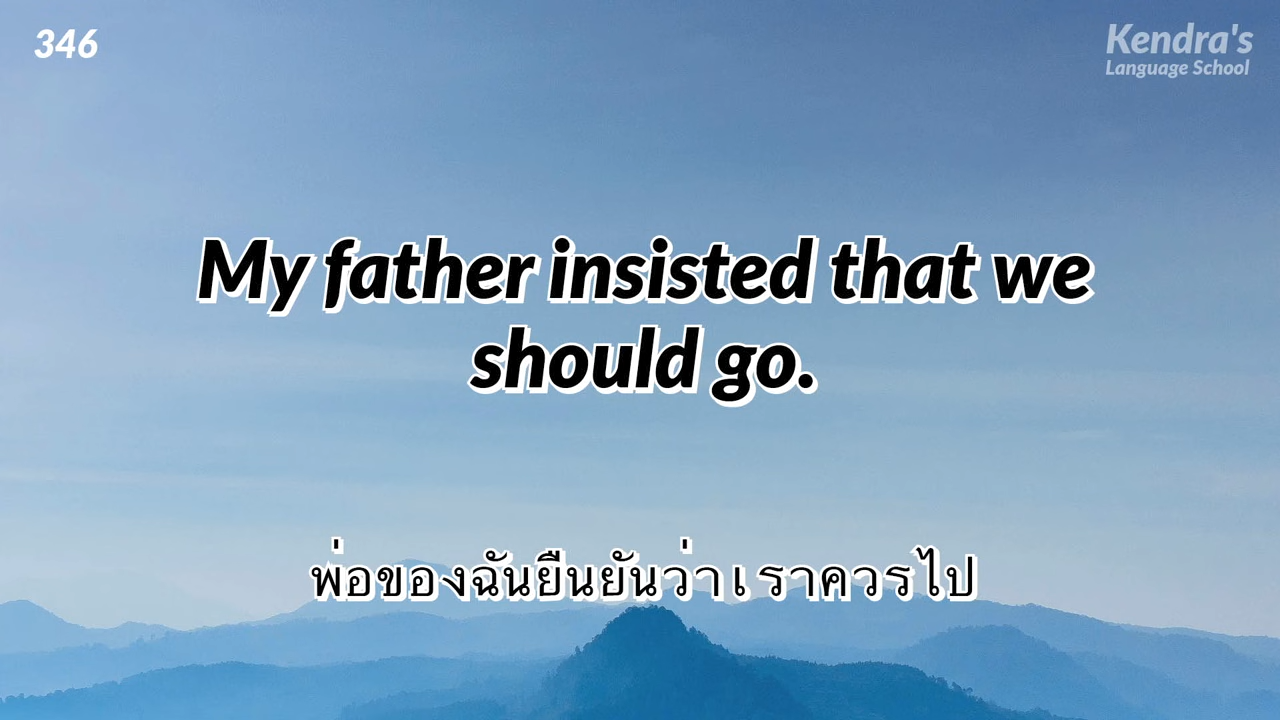 346
Kendra's
Language School
My father insisted that we
should go.
พ่อของฉันยืนยันว่าเราควรไป